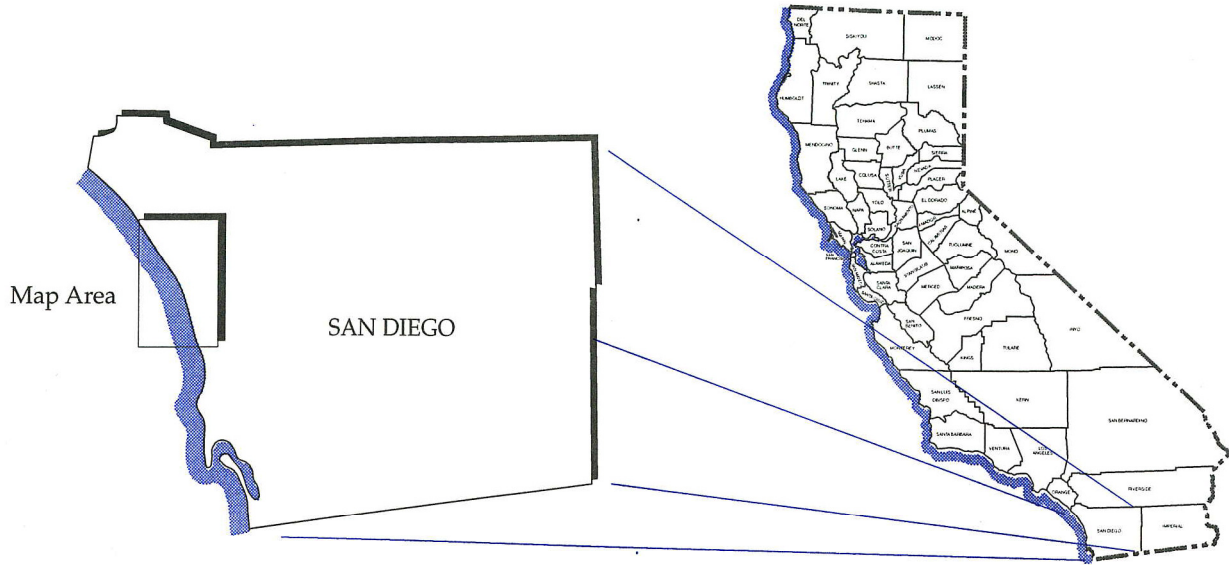 Map Area
SAN DIEGO
DEL
NORTE
SISKIYOU
MODOC
HUMBOLDT
TRINITY
SHASTA
LASSEN
TEHAMA
PLUMAS
MENDOCINO
GLENN
BUTTE
SIERRA
LAKE
COLUSA
NEVADA
PLACER
SONOMA
NAPA
YOLO
EL DORADO
ALPINE
SOLANO
CONTRA
COSTA
SAN
JOAQUIN
CALAVERAS
TUOLUMNE
MONO
ALAMEDA
STANISLAUS
MARIPOSA
SANTA
CLARA
MERCED
MADERA
SAN
BENITO
FRESNO
INYO
MONTEREY
KINGS
TULARE
SAN LUIS
OBISPO
KERN
SAN BERNARDINO
SANTA BARBARA
VENTURA
LOS
ANGELES
ORANGE
RIVERSIDE
SAN DIEGO
IMPERIAL